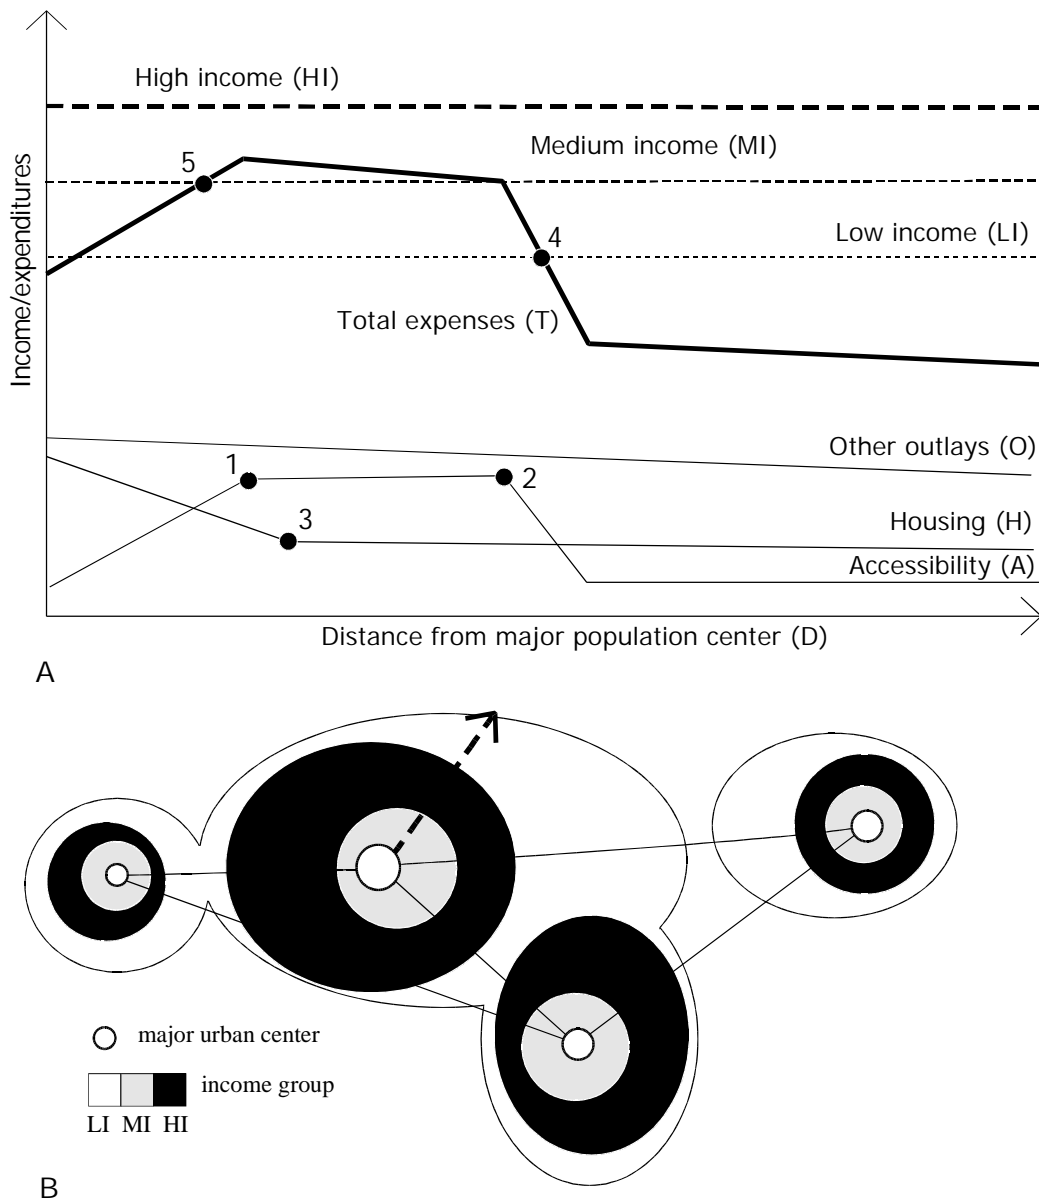 High income (HI)
Medium income (MI)
5
Low income (LI)
4
Income/expenditures
Total expenses (T)
Other outlays (O)
1
2
3
Housing (H)
Accessibility (A)
Distance from major population center (D)
A
major urban center
income group
LI MI HI
B